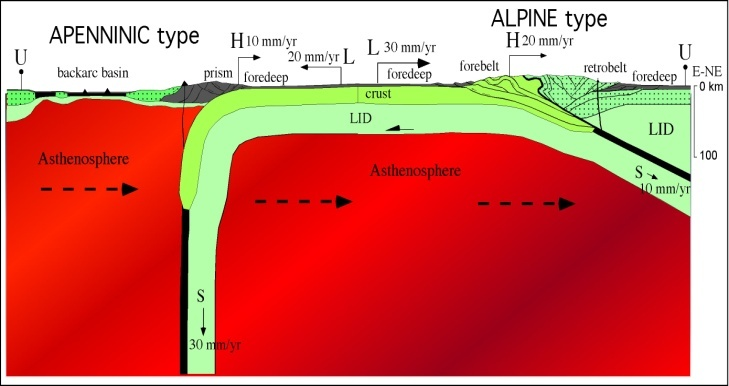 APENNINIC type
ALPINE type
U
backarc basin
prism
H 10 mm/yr
foredeep
20 mm/yr L
L 30 mm/yr
foredeep
forebelt
H 20 mm/yr
retrobelt
foredeep
U
E-NE
0 km
100
crust
LID
LID
Asthenosphere
Asthenosphere
S
10 mm/yr
S
30 mm/yr